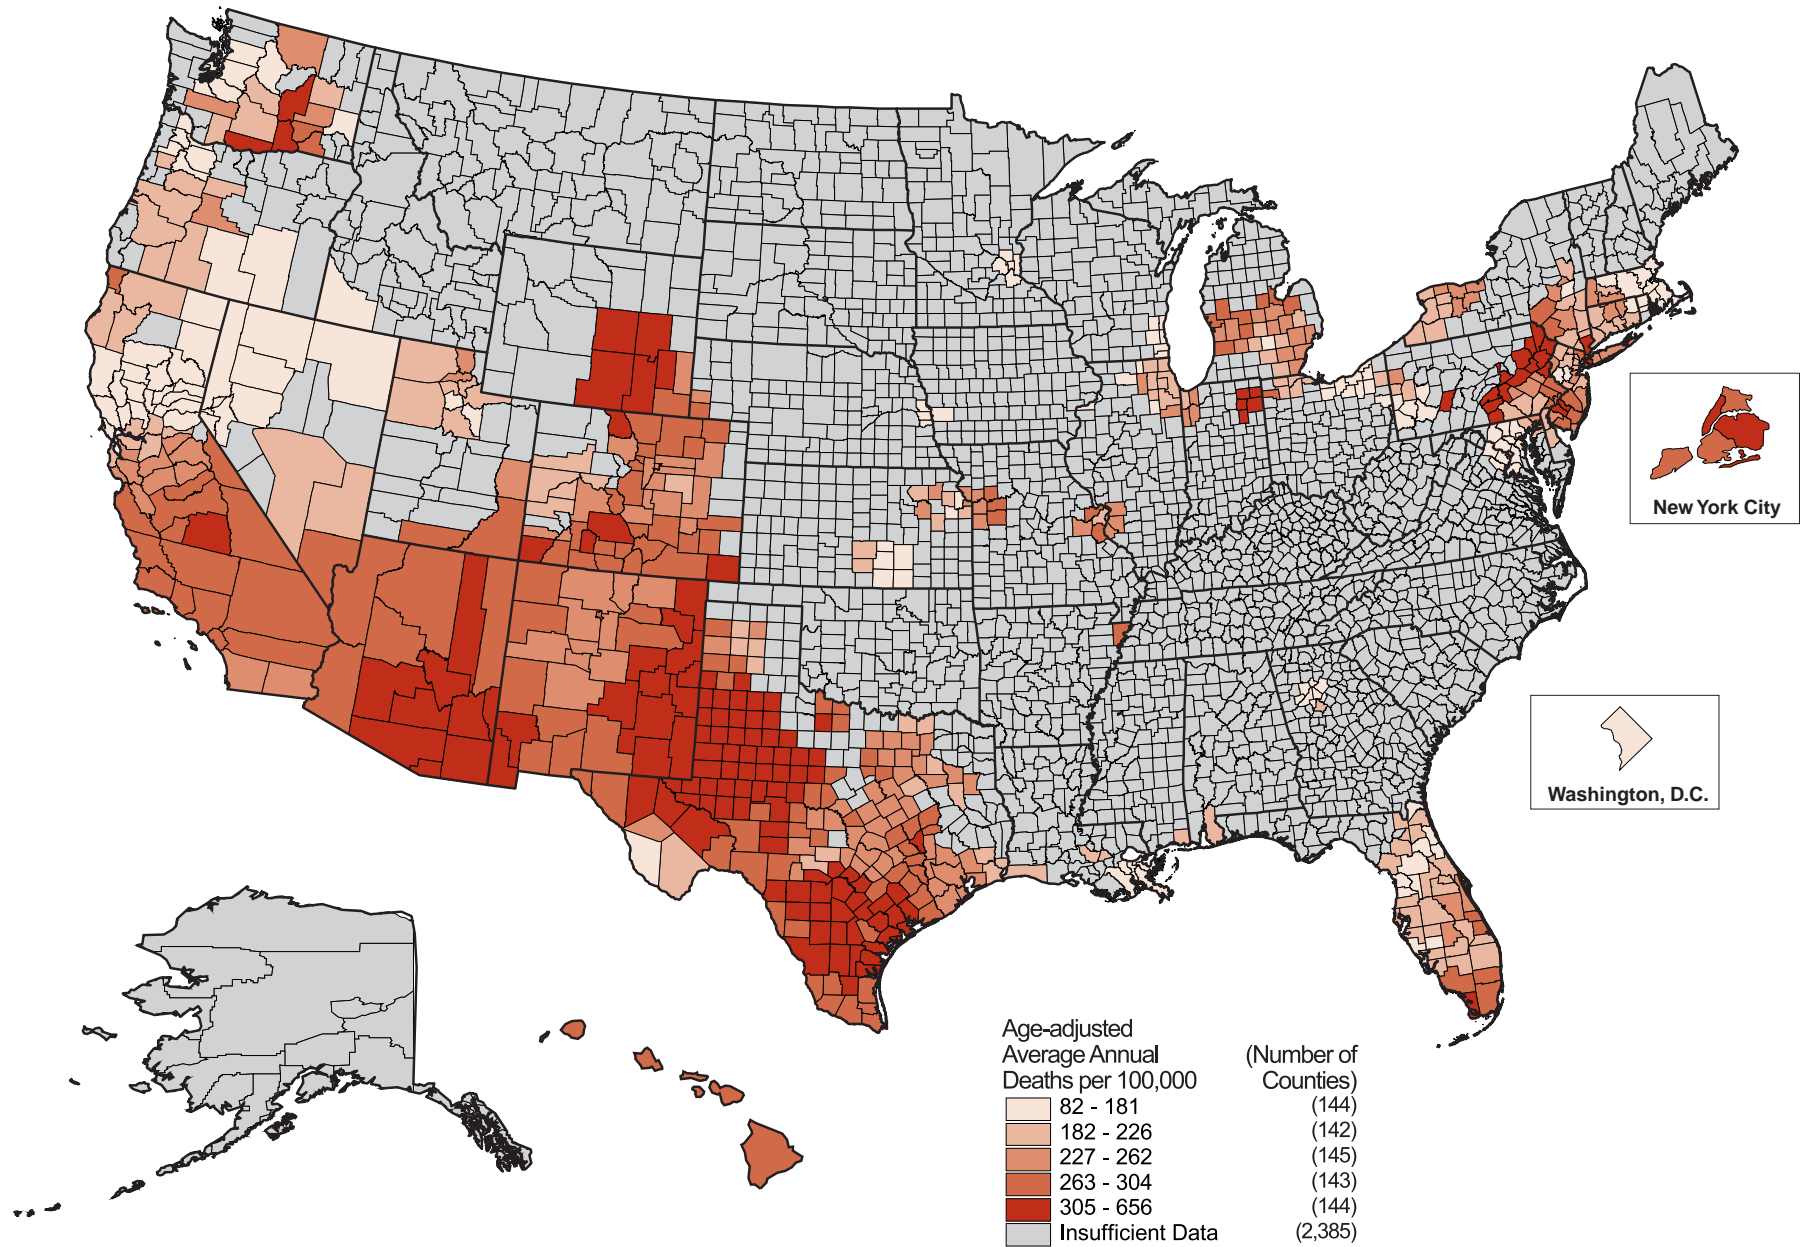 New York City
Washington, D.C.
Age-adjusted
Average Annual (Number of
Deaths per 100,000 Counties)
82 - 181 (144)
182 - 226 (142)
227 - 262 (145)
263 - 304 (143)
305 - 656 (144)
Insufficient Data (2,385)